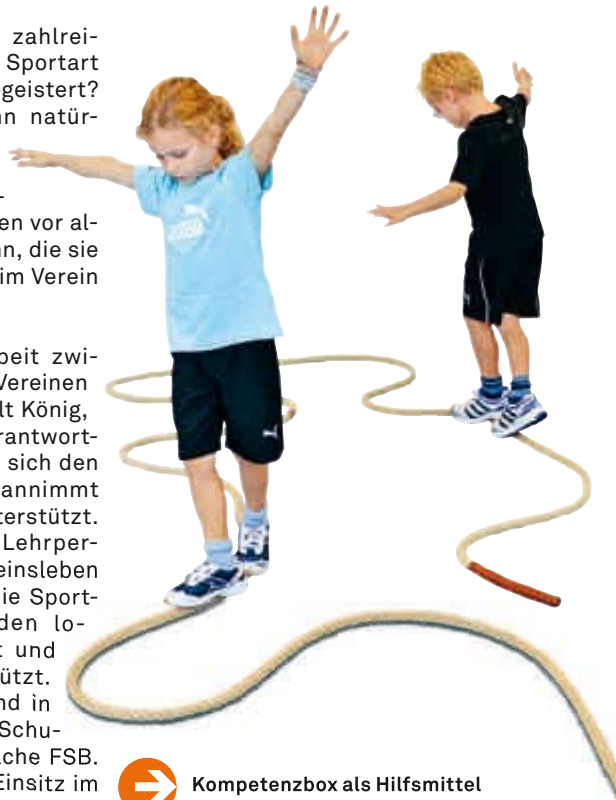 zahlrei-
Sportart
geistert?
nn natür-
-
en vor al-
n, die sie
im Verein
beit zwi-
Vereinen
lt König,
rantwort-
sich den
annimmt
terstützt.
Lehrper-
einsleben
ie Sport-
den lo-
t und
ützt.
nd in
Schu-
che FSB.
Einsitz im
Kompetenzbox als Hilfsmittel